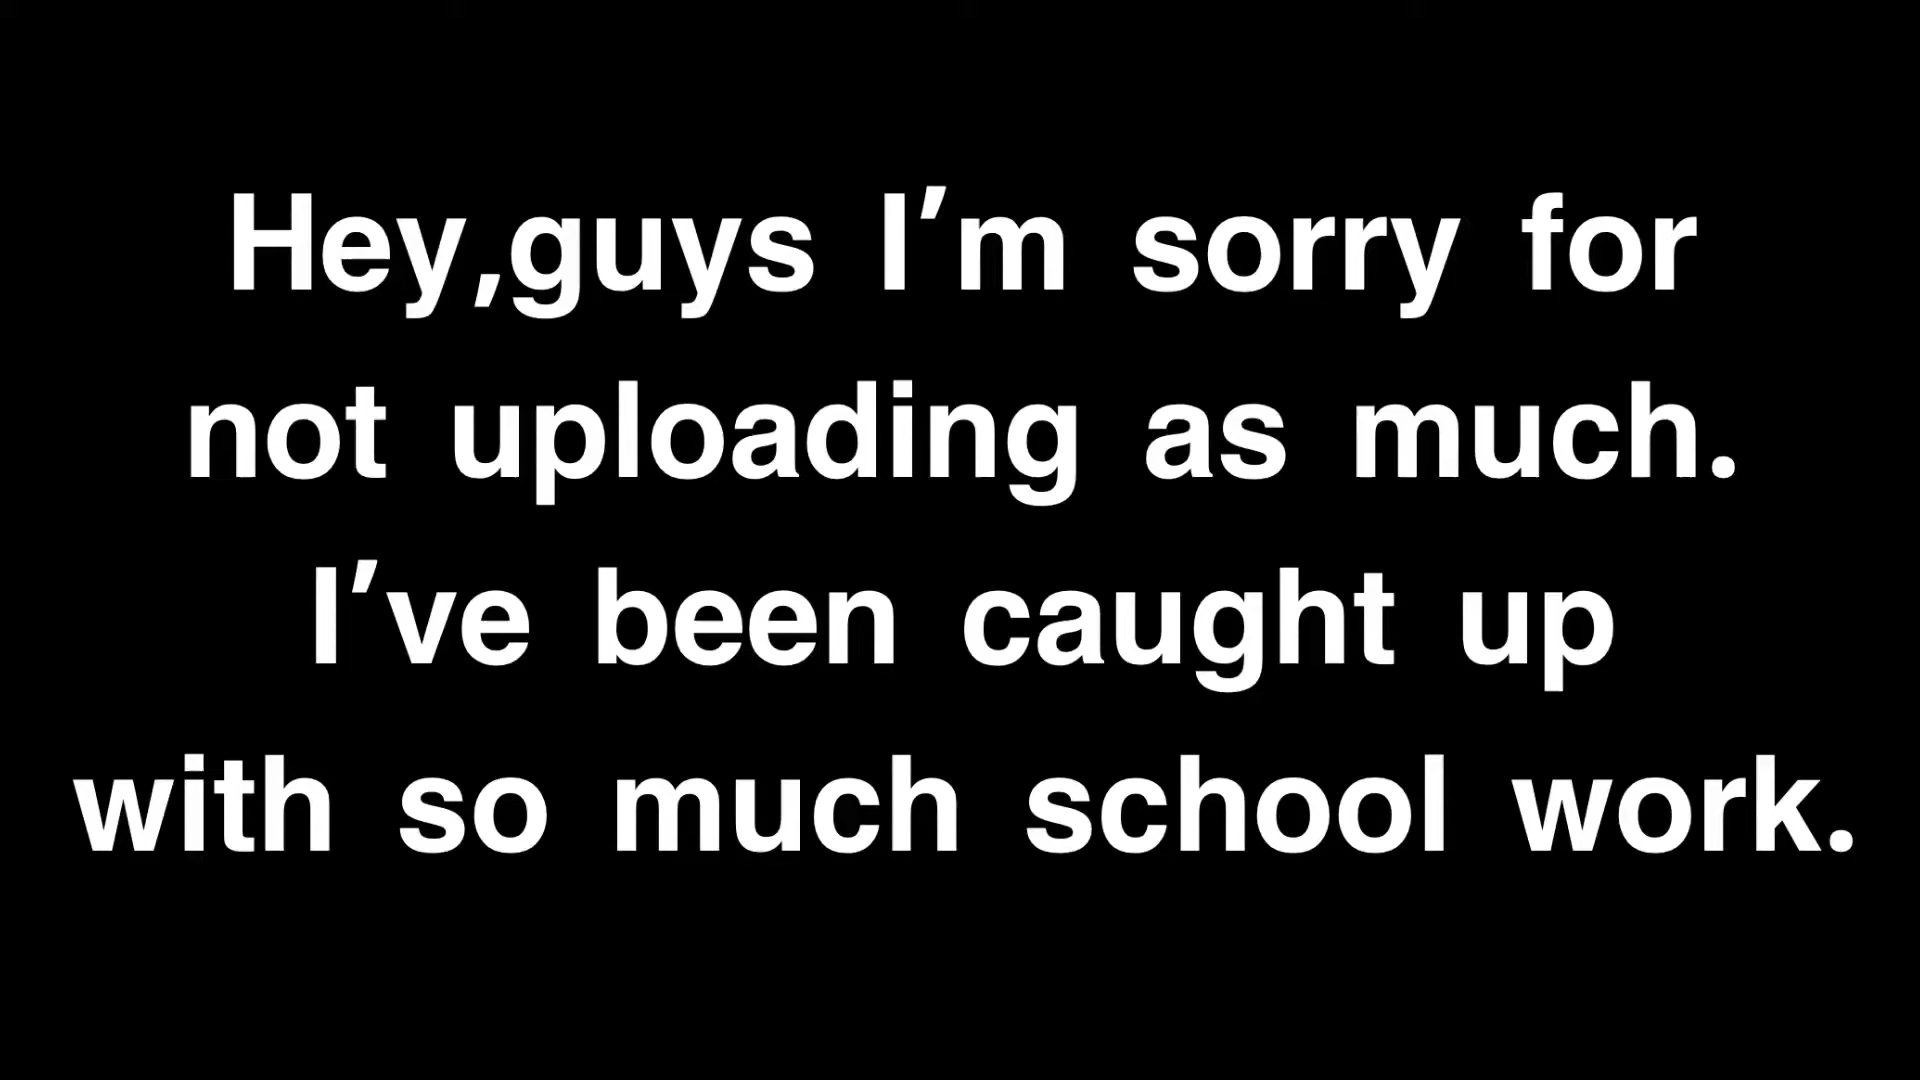 Hey,guys I’m sorry for
not uploading as much.
I’ve been caught up
with so much school work.